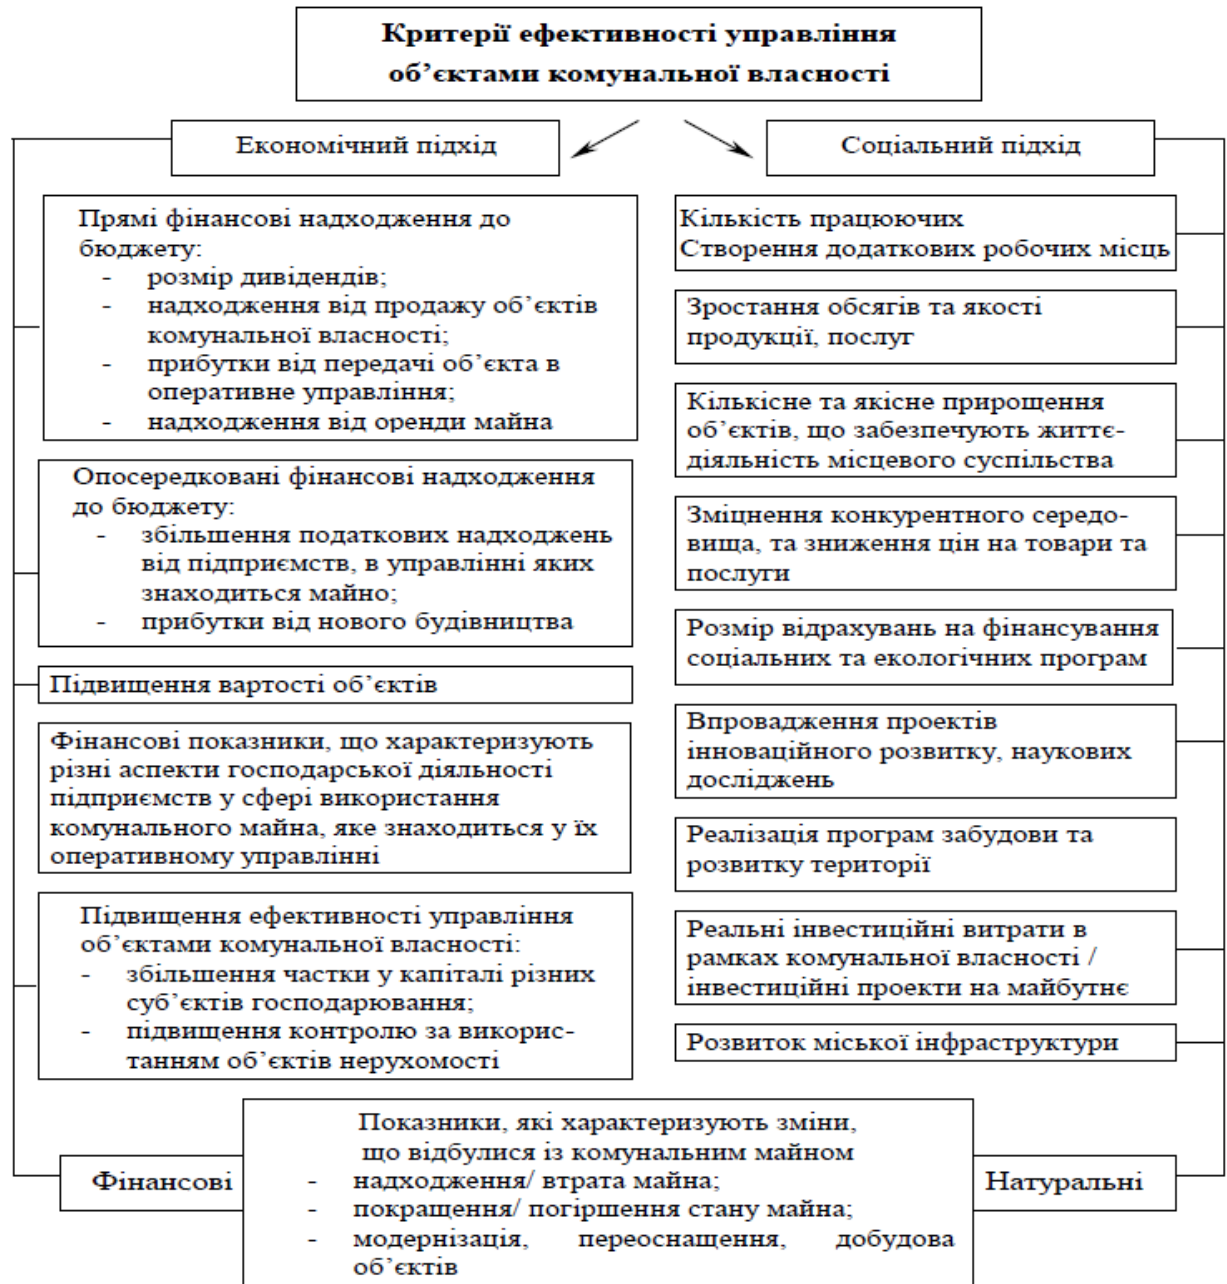 Критерії ефективності управління
об’єктами комунальної власності
Економічний підхід
Соціальний підхід
Прямі фінансові надходження до
бюджету:
- розмір дивідендів;
- надходження від продажу об’єктів
комунальної власності;
- прибутки від передачі об’єкта в
оперативне управління;
- надходження від оренди майна
Опосередковані фінансові надходження
до бюджету:
- збільшення податкових надходжень
від підприємств, в управлінні яких
знаходиться майно;
- прибутки від нового будівництва
Підвищення вартості об’єктів
Фінансові показники, що характеризують
різні аспекти господарської діяльності
підприємств у сфері використання
комунального майна, яке знаходиться у їх
оперативному управлінні
Підвищення ефективності управління
об’єктами комунальної власності:
- збільшення частки у капіталі різних
суб’єктів господарювання;
- підвищення контролю за викорис-
танням об’єктів нерухомості
Кількість працюючих
Створення додаткових робочих місць
Зростання обсягів та якості
продукції, послуг
Кількісне та якісне прирощення
об’єктів, що забезпечують життє-
діяльність місцевого суспільства
Зміцнення конкурентного середо-
вища, та зниження цін на товари та
послуги
Розмір відрахувань на фінансування
соціальних та екологічних програм
Впровадження проектів
інноваційного розвитку, наукових
досліджень
Реалізація програм забудови та
розвитку території
Реальні інвестиційні витрати в
рамках комунальної власності /
інвестиційні проекти на майбутнє
Розвиток міської інфраструктури
Фінансові
Показники, які характеризують зміни,
що відбулися із комунальним майном
- надходження/ втрата майна;
- покращення/ погіршення стану майна;
- модернізація, переоснащення, добудова
об’єктів
Натуральні